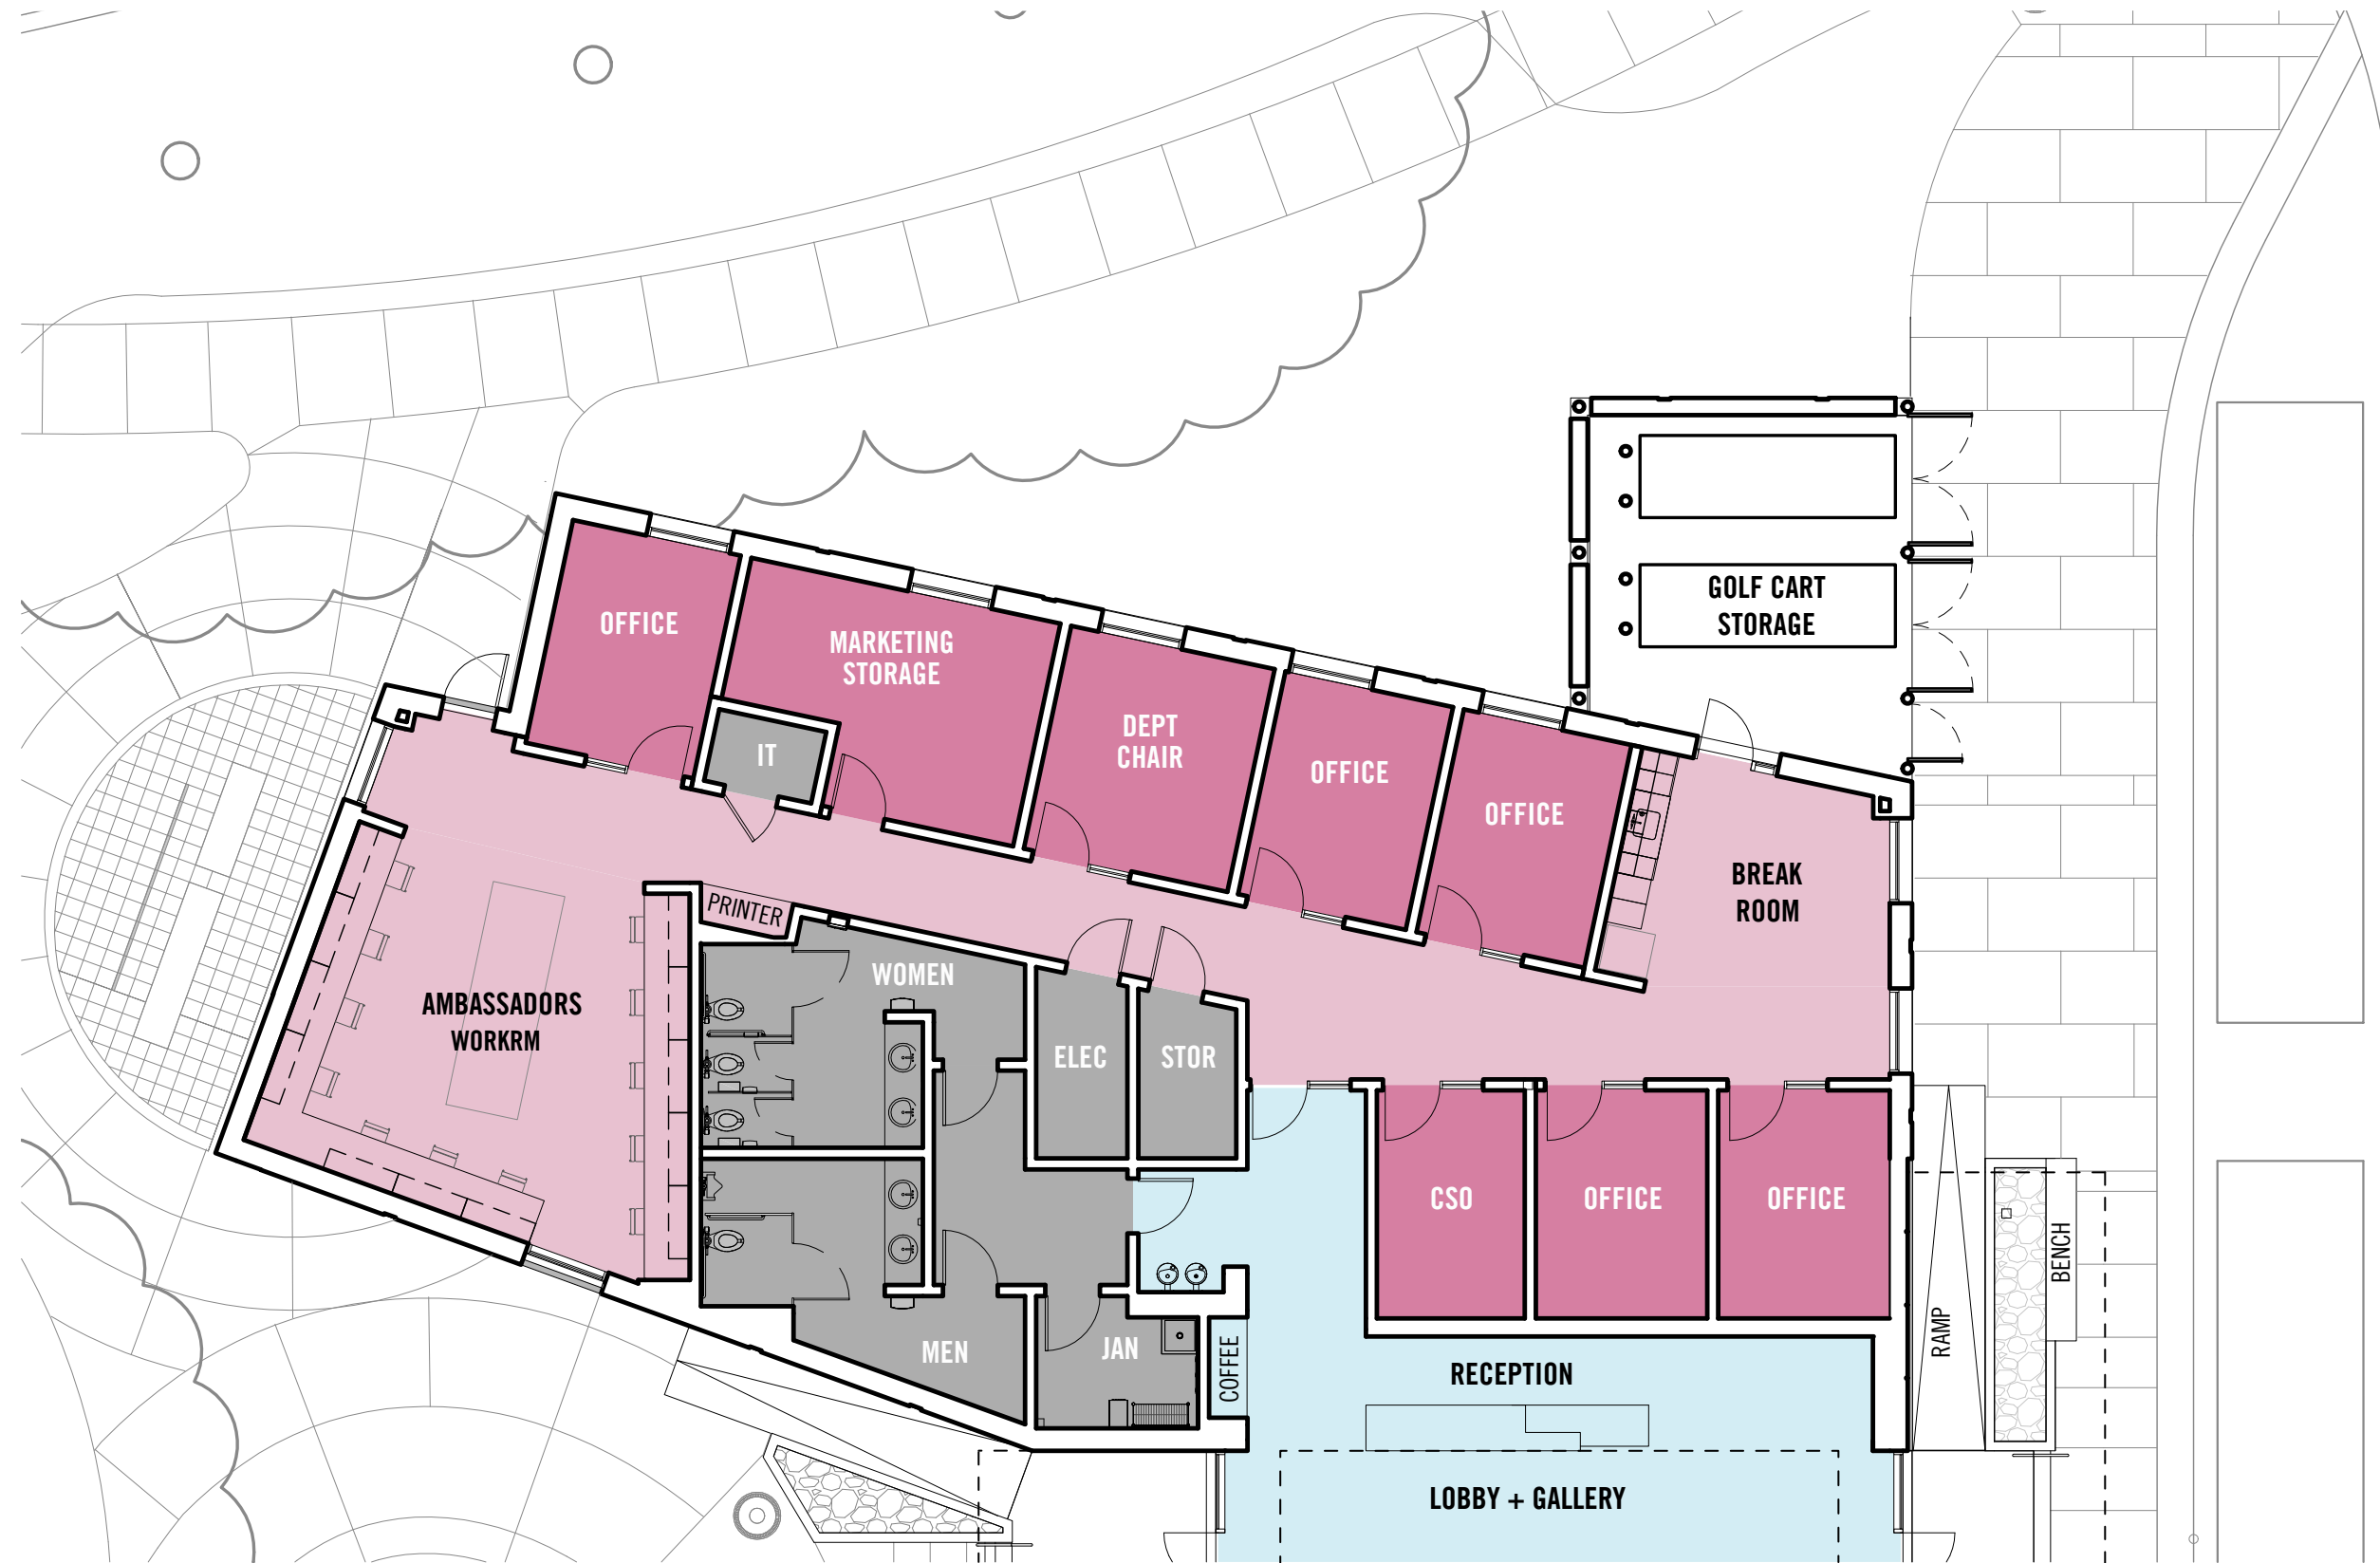 OFFICE
MARKETING
STORAGE
IT
DEPT
CHAIR
OFFICE
OFFICE
GOLF CART
STORAGE
BREAK
ROOM
PRINTER
AMBASSADORS
WORKRM
WOMEN
ELEC
STOR
CSO
OFFICE
OFFICE
MEN
JAN
COFFEE
RECEPTION
RAMP
BENCH
LOBBY + GALLERY